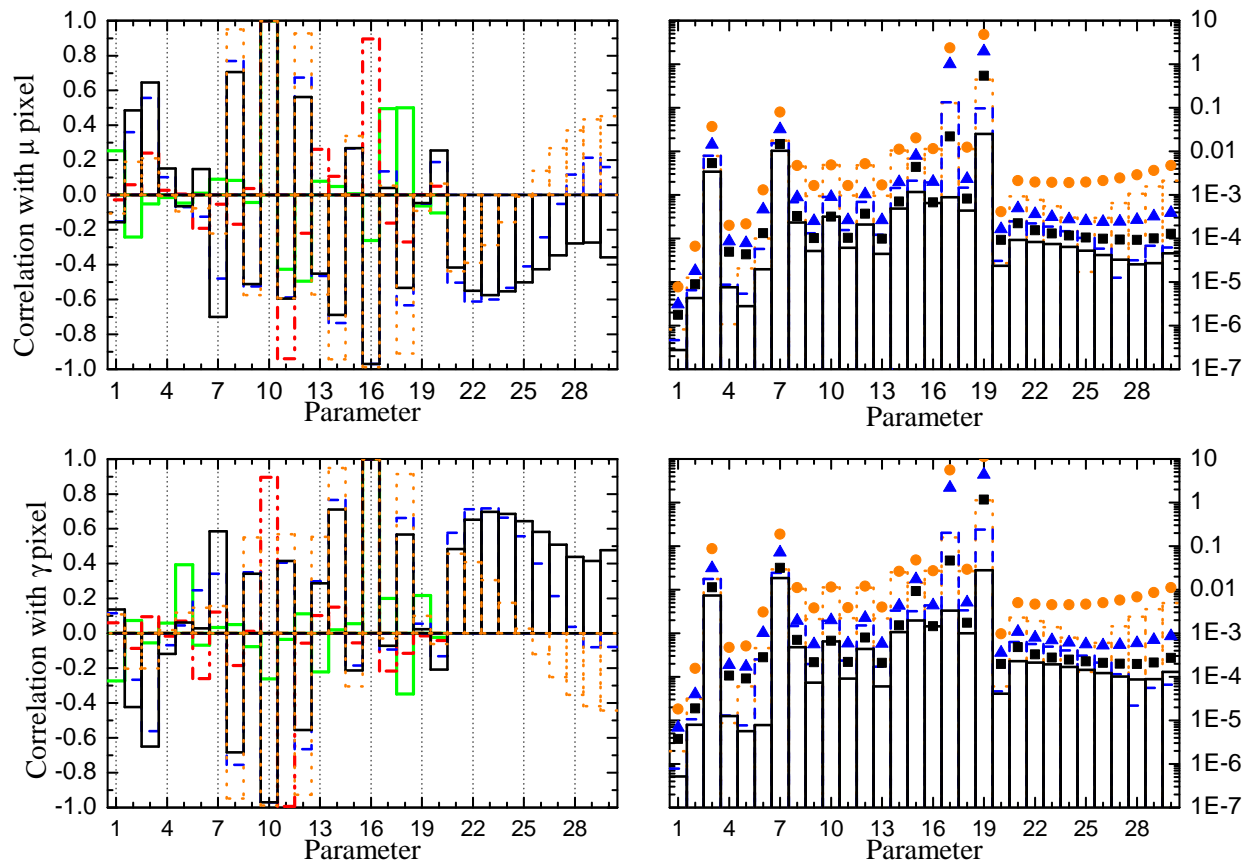 1.0
0.8
0.6
0.4
0.2
0.0
-0.2
-0.4
-0.6
-0.8
-1.0
Correlation with μ pixel
1 4 7 10 13 16 19 22 25 28
Parameter
10
1
0.1
0.01
1E-3
1E-4
1E-5
1E-6
1E-7
1 4 7 10 13 16 19 22 25 28
Parameter
1.0
0.8
0.6
0.4
0.2
0.0
-0.2
-0.4
-0.6
-0.8
-1.0
Correlation with γ pixel
1 4 7 10 13 16 19 22 25 28
Parameter
10
1
0.1
0.01
1E-3
1E-4
1E-5
1E-6
1E-7
1 4 7 10 13 16 19 22 25 28
Parameter